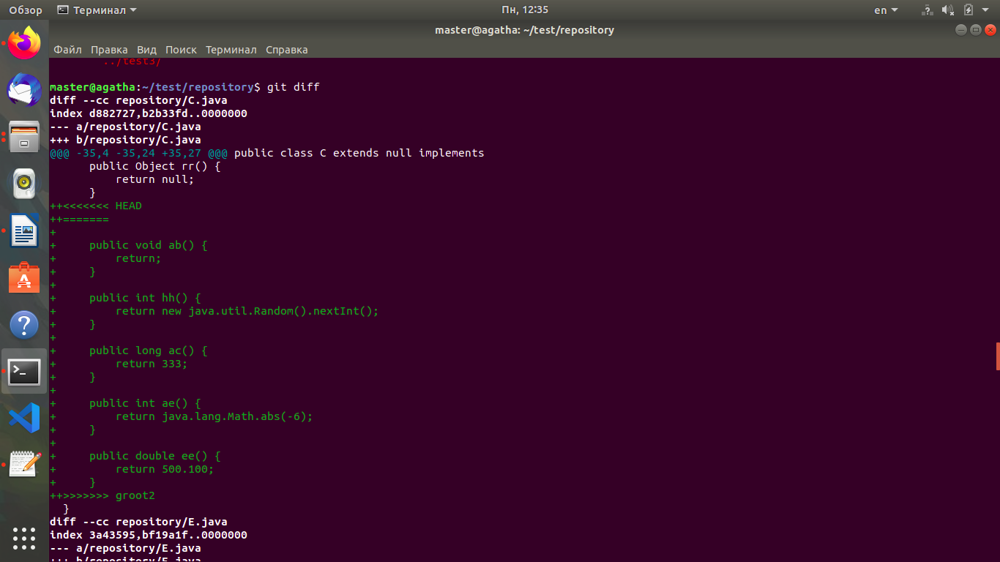 Обзор
Терминал
Пн, 12:35
en
master@agatha: ~/test/repository
Файл Правка Вид Поиск Терминал Справка
../test3/
master@agatha:~/test/repository$ git diff
diff --cc repository/C.java
index d882727,b2b33fd..0000000
--- a/repository/C.java
+++ b/repository/C.java
@@@ -35,4 -35,24 +35,27 @@@ public class C extends null implements
      public Object rr() {
          return null;
      }
++<<<<<<< HEAD
++=======
+
+     public void ab() {
+         return;
+     }
+
+     public int hh() {
+         return new java.util.Random().nextInt();
+     }
+
+     public long ac() {
+         return 333;
+     }
+
+     public int ae() {
+         return java.lang.Math.abs(-6);
+     }
+
+     public double ee() {
+         return 500.100;
+     }
++>>>>>>> groot2
  }
diff --cc repository/E.java
index 3a43595,bf19a1f..0000000
--- a/repository/E.java
+++ b/repository/E.java